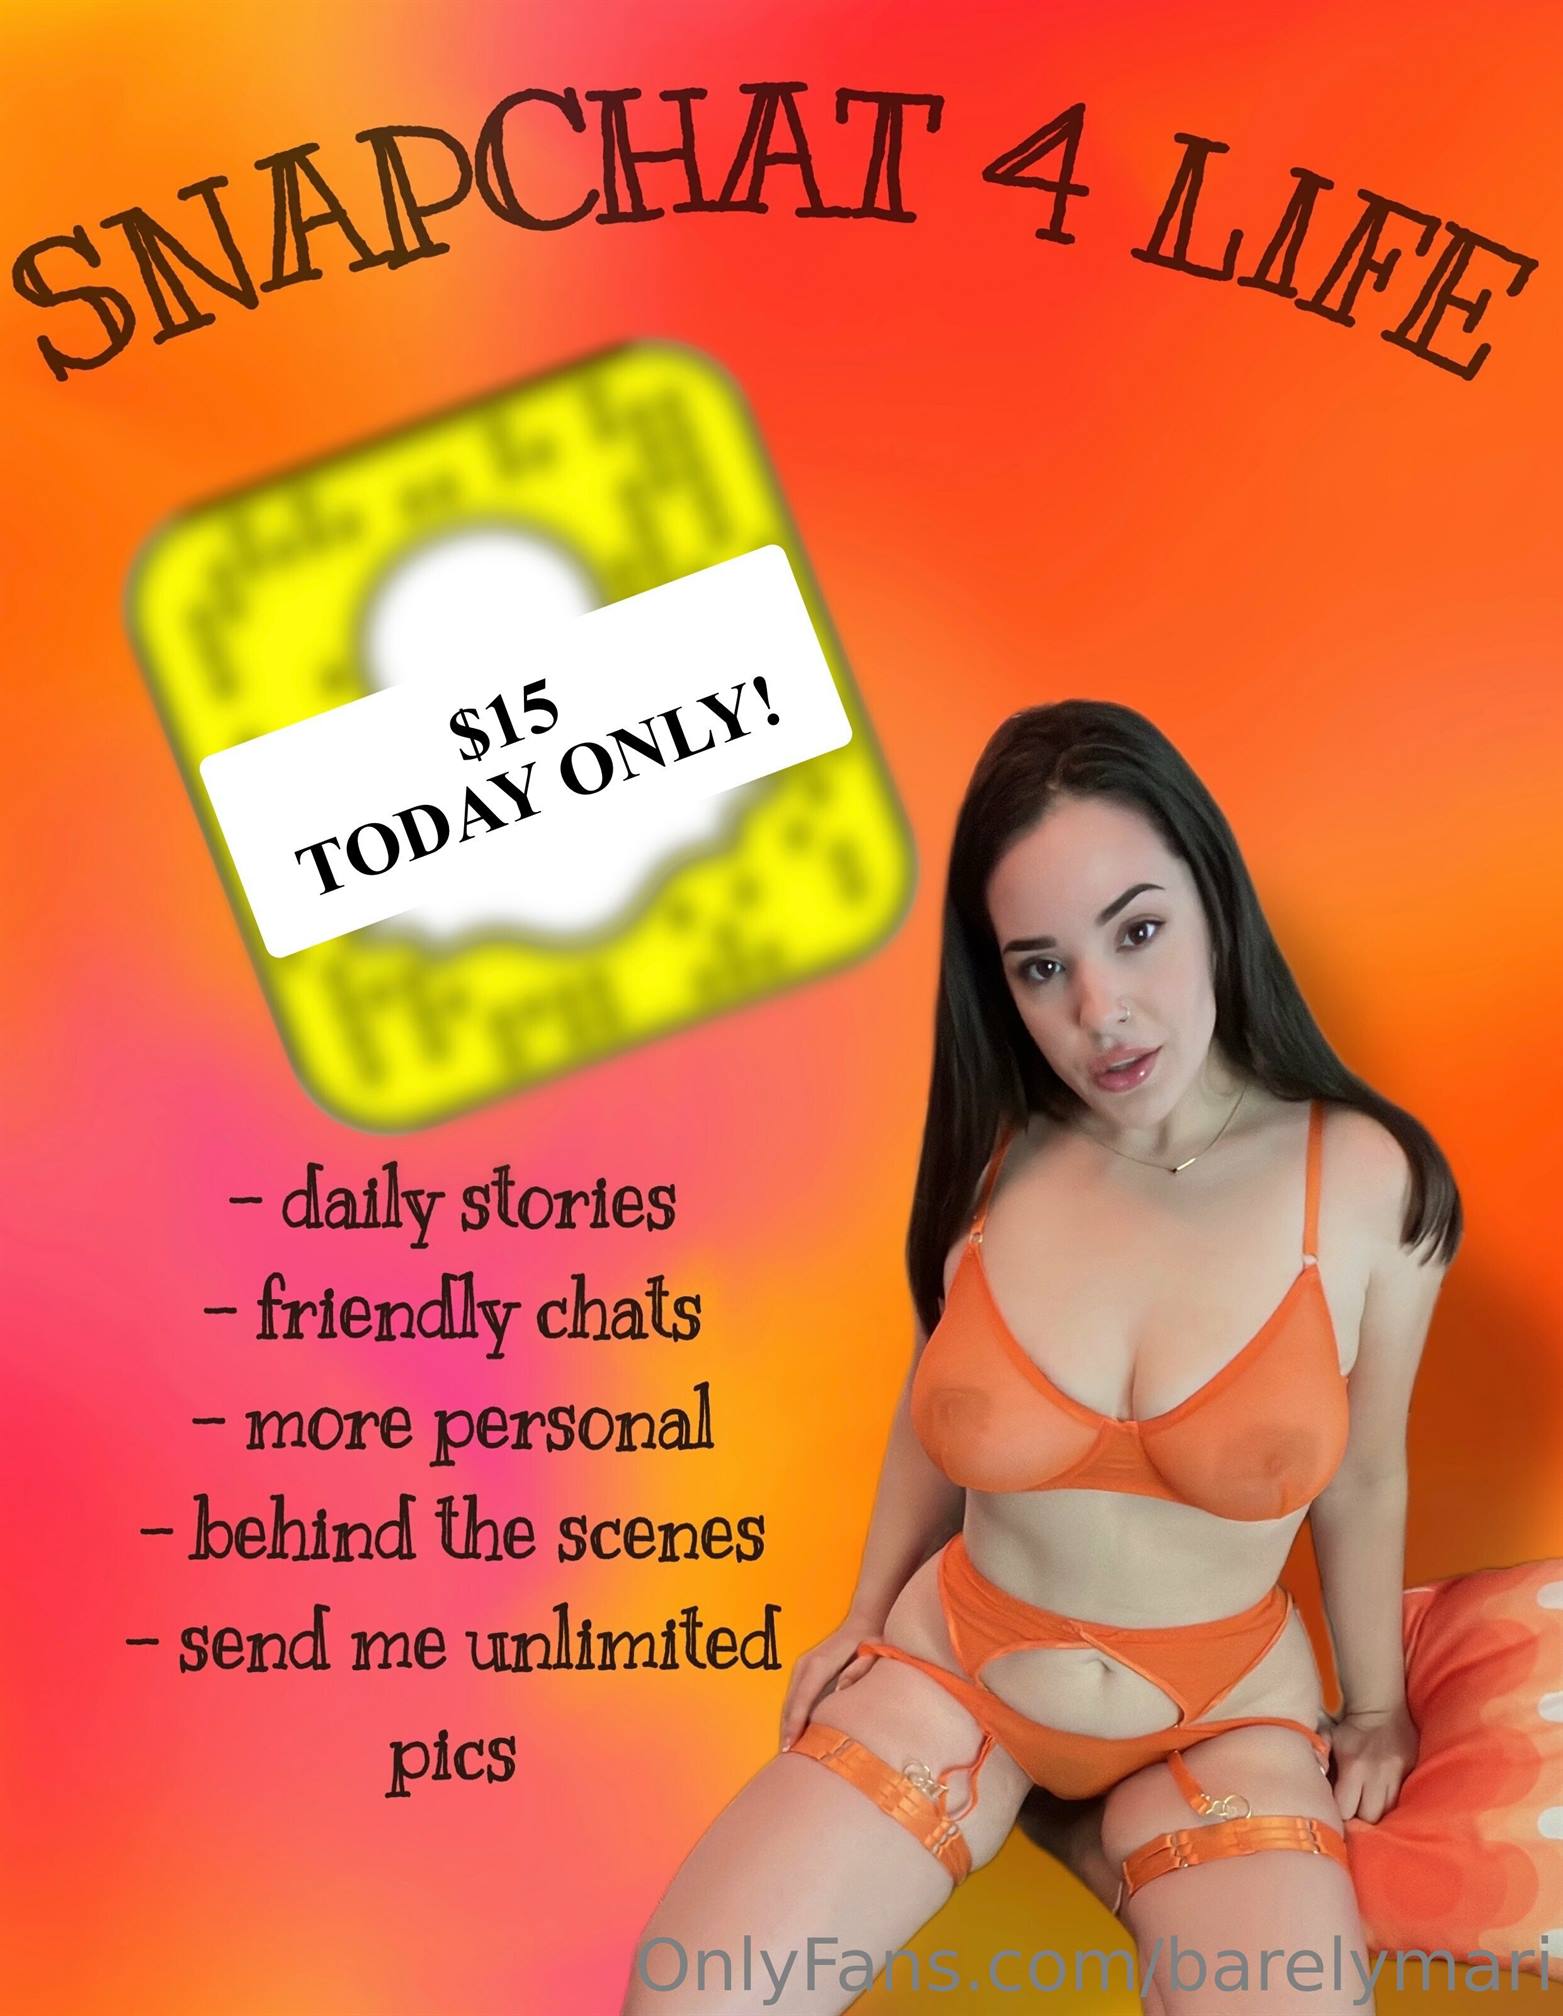 SNAPCHAT 4 LIFE
$15
TODAY ONLY!
- daily stories
- friendly chats
- more personal
- behind the scenes
- send me unlimited
pics
OnlyFans.com/barelymari